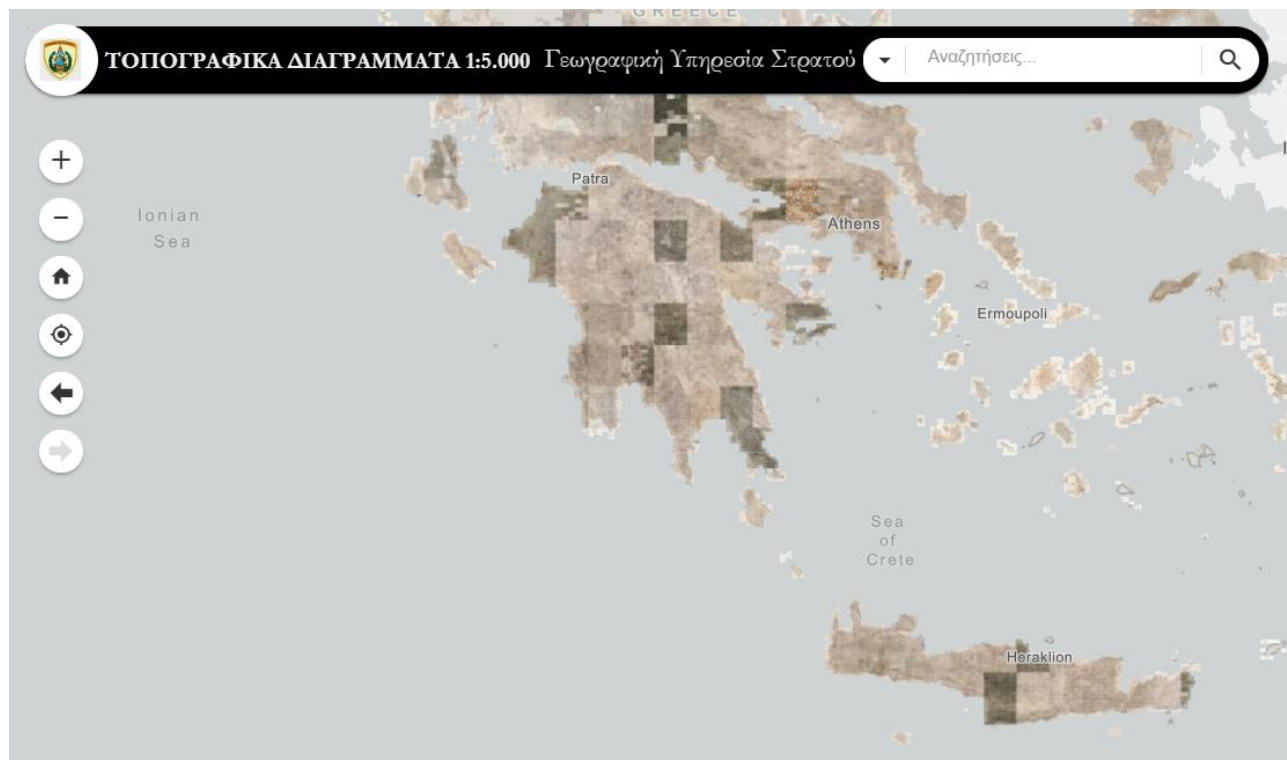 GREECE
ΤΟΠΟΓΡΑΦΙΚΑ ΔΙΑΓΡΑΜΜΑΤΑ 1:5.000 Γεωγραφική Υπηρεσία Στρατού Αναζητήσεις...
Patra
Ionian
Sea
Athens
Ermoupoli
Sea
of
Crete
Heraklion